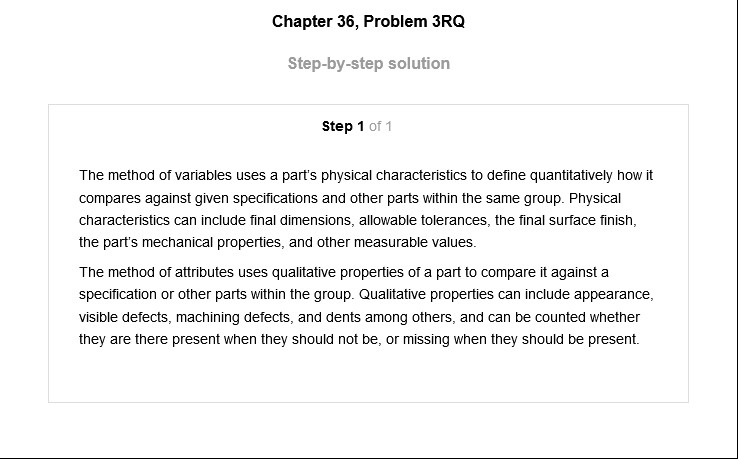 Chapter 36, Problem 3RQ
Step-by-step solution
Step 1 of 1
The method of variables uses a part's physical characteristics to define quantitatively how it
compares against given specifications and other parts within the same group. Physical
characteristics can include final dimensions, allowable tolerances, the final surface finish,
the part's mechanical properties, and other measurable values.
The method of attributes uses qualitative properties of a part to compare it against a
specification or other parts within the group. Qualitative properties can include appearance,
visible defects, machining defects, and dents among others, and can be counted whether
they are there present when they should not be, or missing when they should be present.